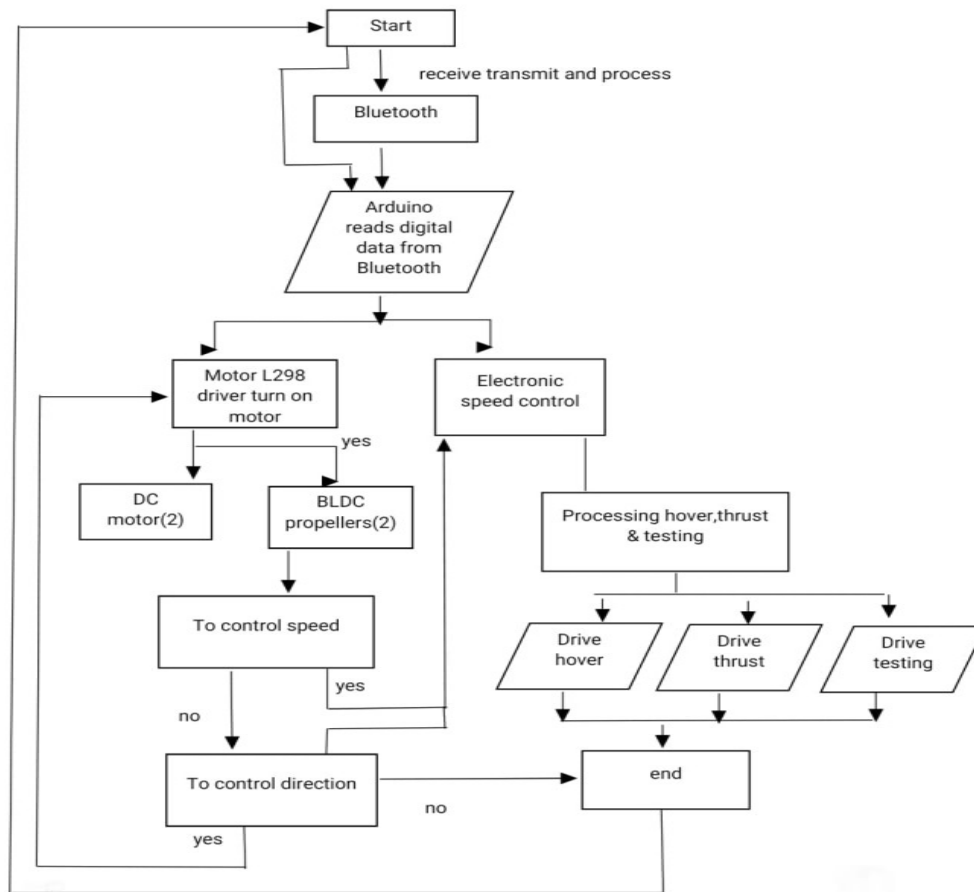 Start
receive transmit and process
Bluetooth
Arduino
reads digital
data from
Bluetooth
Motor L298
driver turn on
motor
Electronic
speed control
yes
DC
motor(2)
BLDC
propellers(2)
Processing hover,thrust
& testing
To control speed
Drive
hover
Drive
thrust
Drive
testing
yes
no
To control direction
end
no
yes